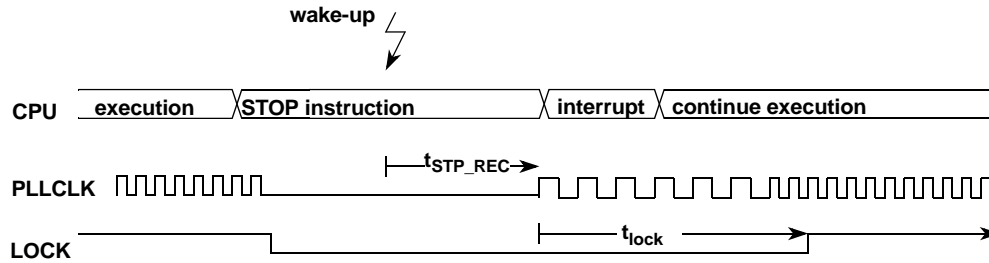 wake-up
CPU execution STOP instruction interrupt continue execution
tSTP_REC
PLLCLK
tlock
LOCK